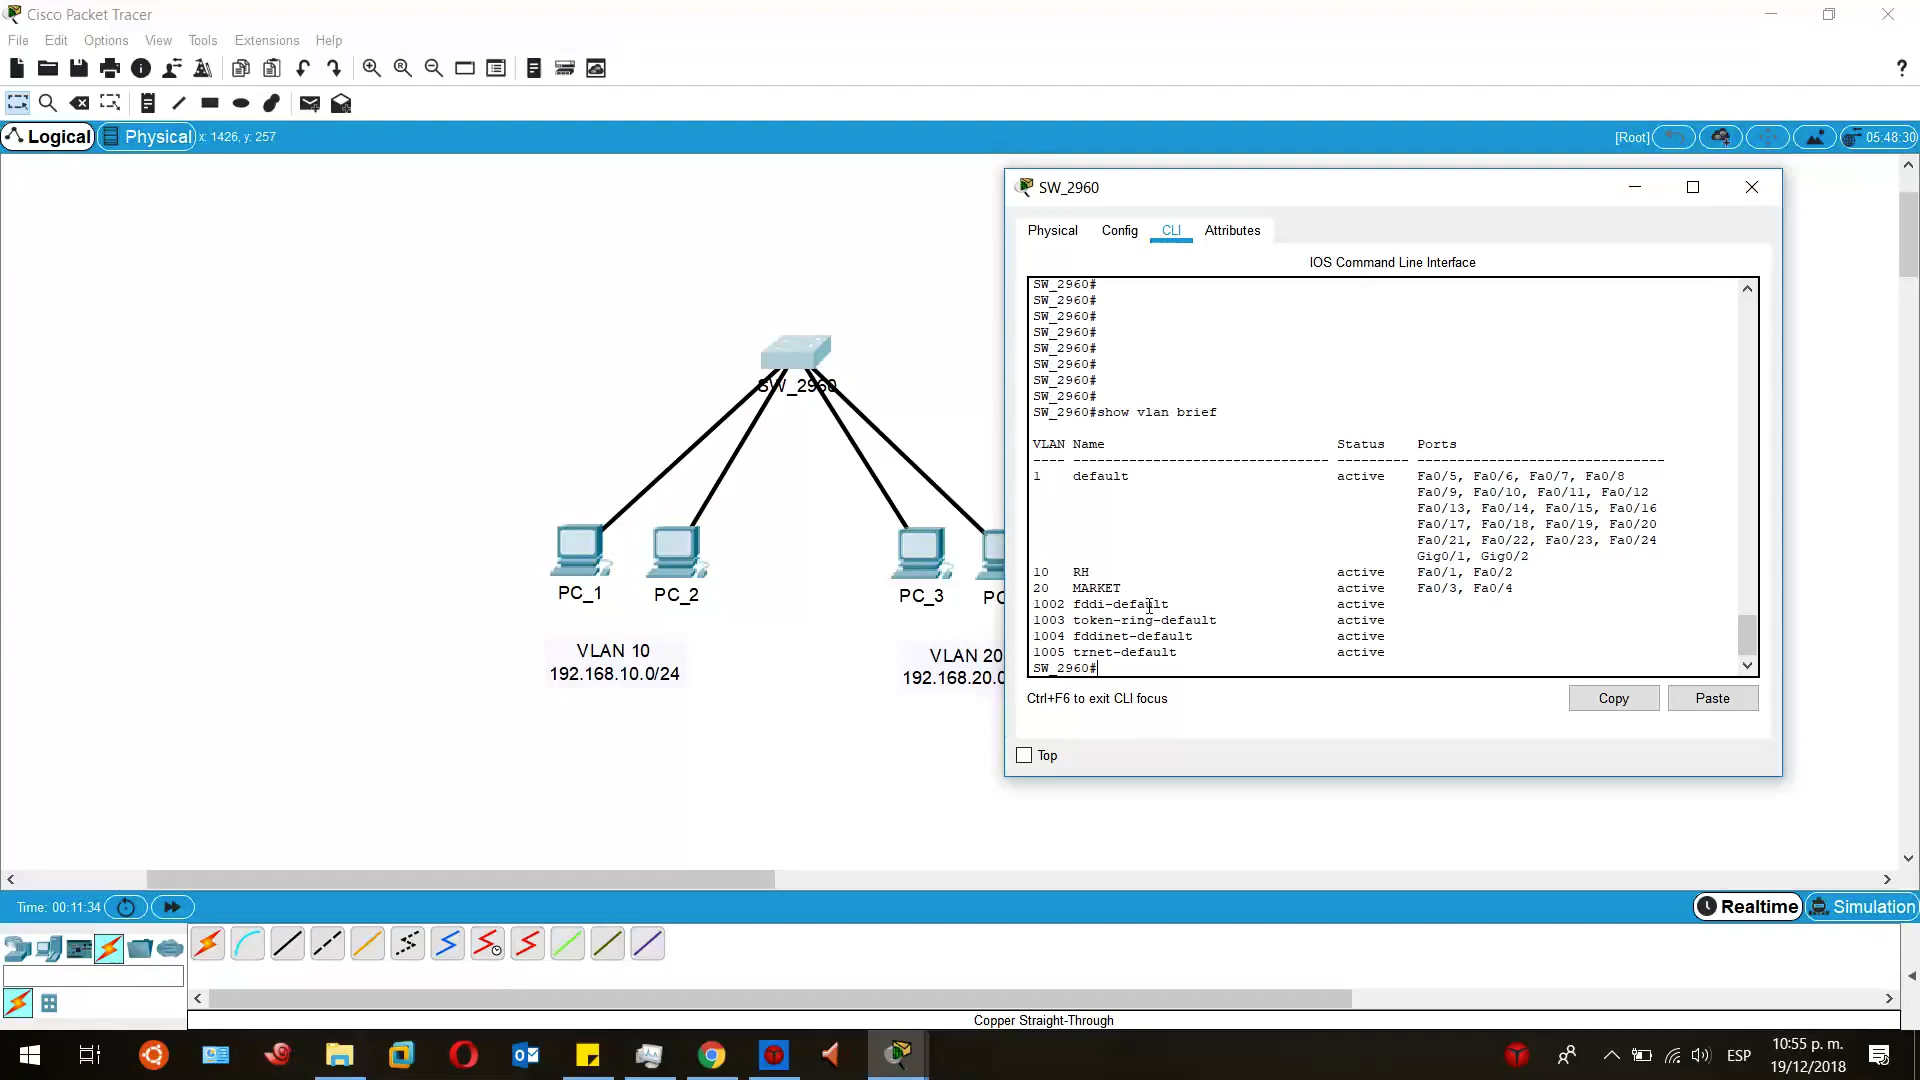 Cisco Packet Tracer
File Edit Options View Tools Extensions Help
Logical Physical x: 1426, y: 257 [Root] 05:48:30
SW_2960
PC_1 PC_2 PC_3 PC
VLAN 10
192.168.10.0/24
VLAN 20
192.168.20.0
SW_2960
Physical Config CLI Attributes
IOS Command Line Interface
SW_2960#
SW_2960#
SW_2960#
SW_2960#
SW_2960#
SW_2960#
SW_2960#
SW_2960#
SW_2960#show vlan brief
VLAN Name Status Ports
---- -------------------------------- --------- -------------------------------
1 default active Fa0/5, Fa0/6, Fa0/7, Fa0/8
Fa0/9, Fa0/10, Fa0/11, Fa0/12
Fa0/13, Fa0/14, Fa0/15, Fa0/16
Fa0/17, Fa0/18, Fa0/19, Fa0/20
Fa0/21, Fa0/22, Fa0/23, Fa0/24
Gig0/1, Gig0/2
10 RH active Fa0/1, Fa0/2
20 MARKET active Fa0/3, Fa0/4
1002 fddi-default active
1003 token-ring-default active
1004 fddinet-default active
1005 trnet-default active
SW_2960#
Ctrl+F6 to exit CLI focus
Copy Paste
Top
Time: 00:11:34 Realtime Simulation
Copper Straight-Through
ESP
10:55 p. m.
19/12/2018